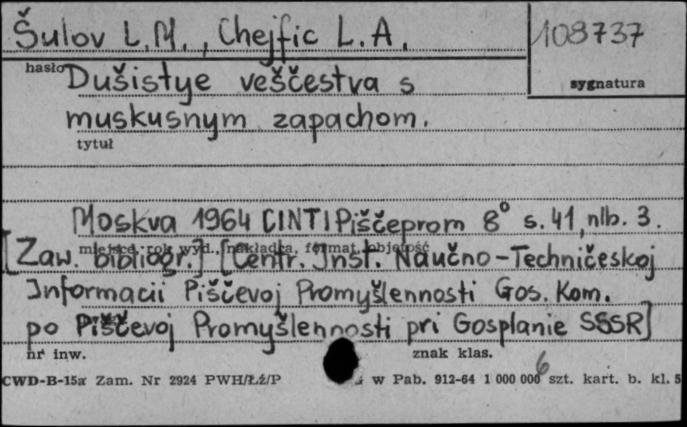 Šulov L.M., Chejfic L.A.
108737
hasło
sygnatura
Dušistye veščestva s
muskusnym zapachom.
tytuł
Moskva 1964 CINTIPiščeprom 8° s. 41, nlb. 3.
miejsce, rok wyd., nakładca, format, objętość
[Zaw. bibliogr.] [Centr. Inst. Naučno-Techničeskoj
Informacii Piščevoj Promyšlennosti Gos. Kom.
po Piščevoj Promyšlennosti pri Gosplanie SSSR]
nr inw. znak klas.
6
CWD-B-15a Zam. Nr 2924 PWH/Łź/P w Pab. 912-64 1 000 000 szt. kart. b. kl. 5